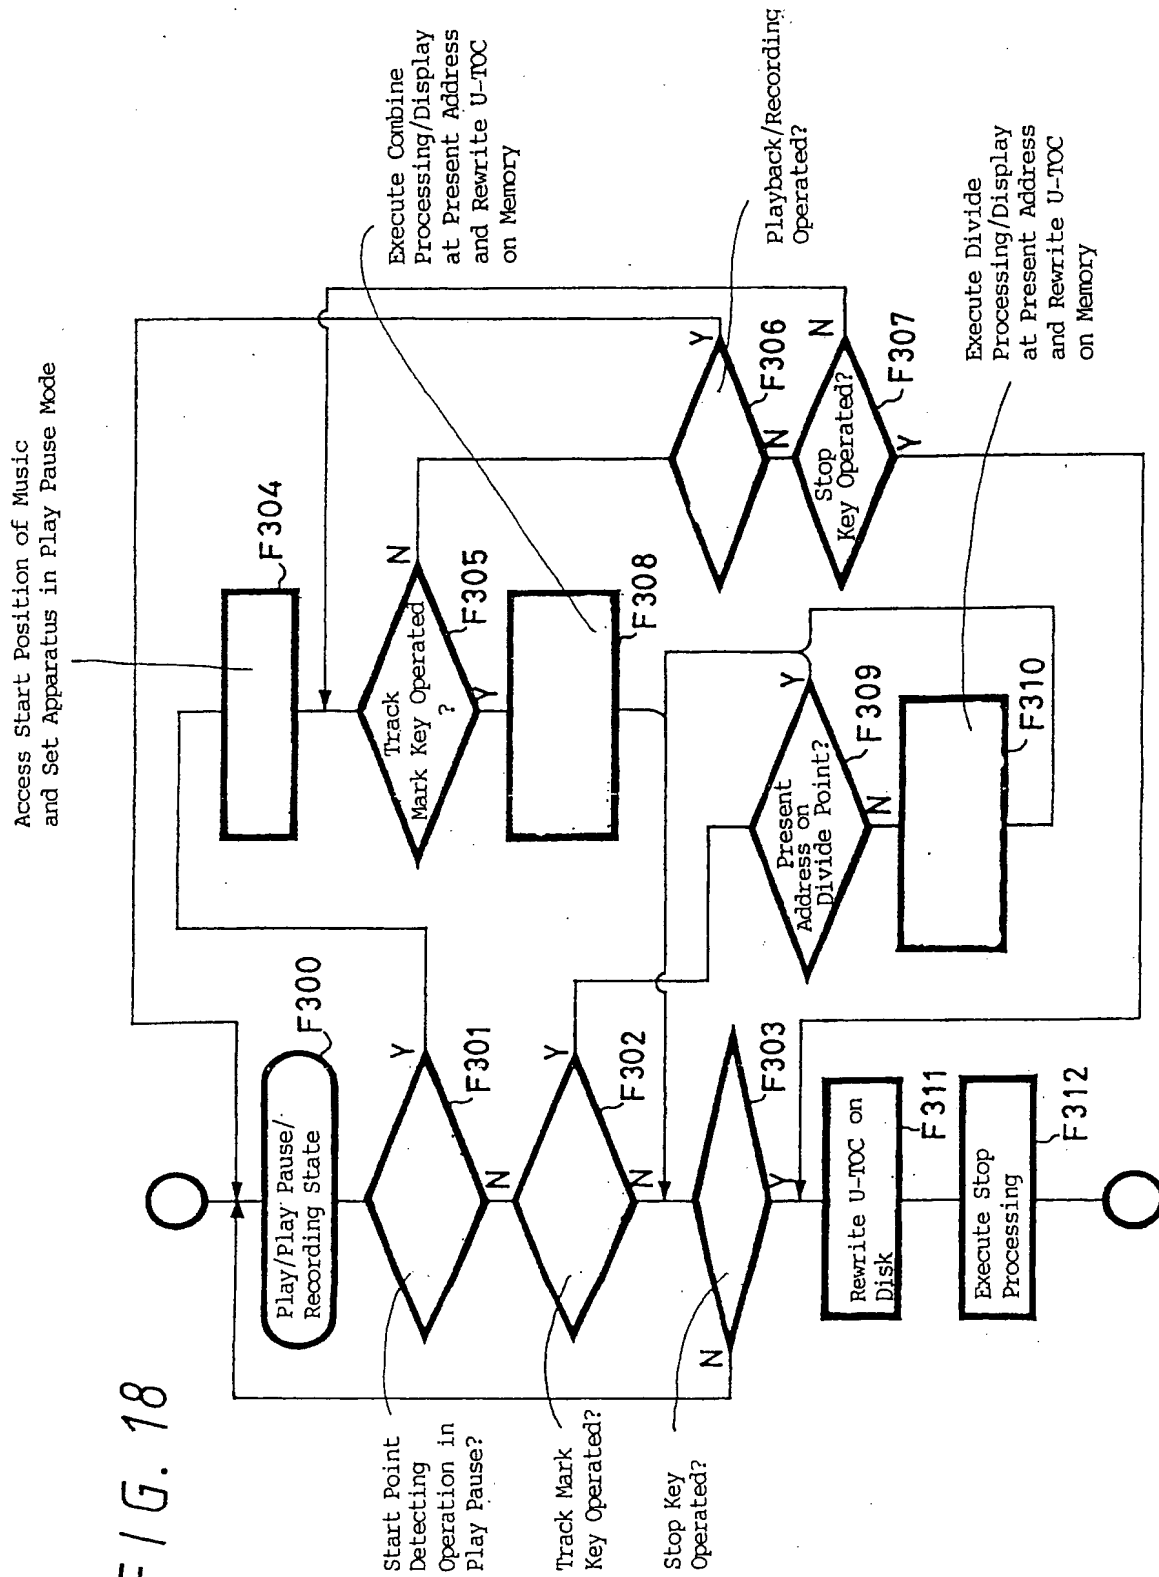 FIG. 18
Access Start Position of Music
and Set Apparatus in Play Pause Mode
Play/Play Pause/
Recording State
F300
Start Point
Detecting
Operation in
Play Pause?
Y
F301
N
Track Mark
Key Operated?
Y
F302
N
Stop Key
Operated?
N
F303
Y
Rewrite U-TOC on
Disk
F311
Execute Stop
Processing
F312
F304
Track
Mark Key Operated
?
N
F305
Y
F308
Execute Combine
Processing/Display
at Present Address
and Rewrite U-TOC
on Memory
Playback/Recording
Operated?
Y
F306
N
Stop
Key Operated?
N
F307
Y
Present
Address on
Divide Point?
Y
F309
N
F310
Execute Divide
Processing/Display
at Present Address
and Rewrite U-TOC
on Memory